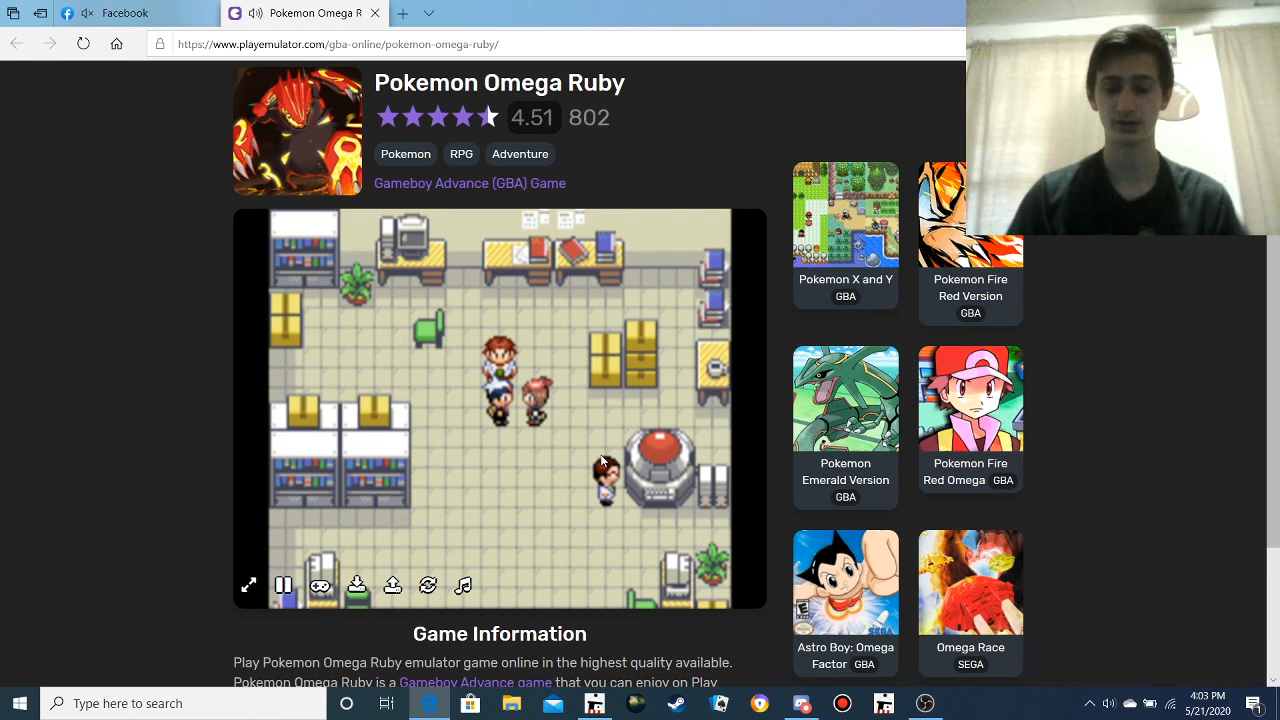 Facebook
Pokemon Omega R
https://www.playemulator.com/gba-online/pokemon-omega-ruby/
Pokemon Omega Ruby
4.51 802
Pokemon RPG Adventure
Gameboy Advance (GBA) Game
Pokemon X and Y
GBA
Pokemon Fire
Red Version
GBA
Pokemon
Emerald Version
GBA
Pokemon Fire
Red Omega GBA
E
SEGA
Astro Boy: Omega
Factor GBA
Omega Race
SEGA
Game Information
Play Pokemon Omega Ruby emulator game online in the highest quality available.
Pokemon Omega Ruby is a Gameboy Advance game that you can enjoy on Play
Type here to search
4:03 PM
5/21/2020
1